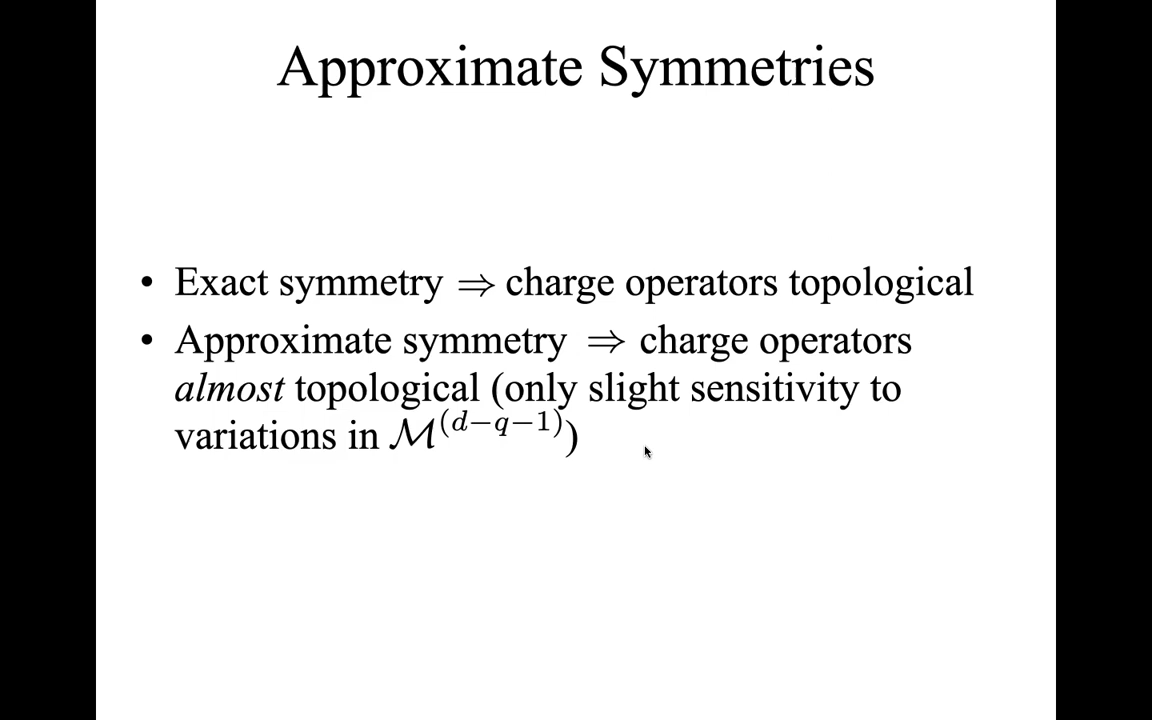 Approximate Symmetries
• Exact symmetry ⇒ charge operators topological
• Approximate symmetry ⇒ charge operators
almost topological (only slight sensitivity to
variations in ℳ^(d−q−1))